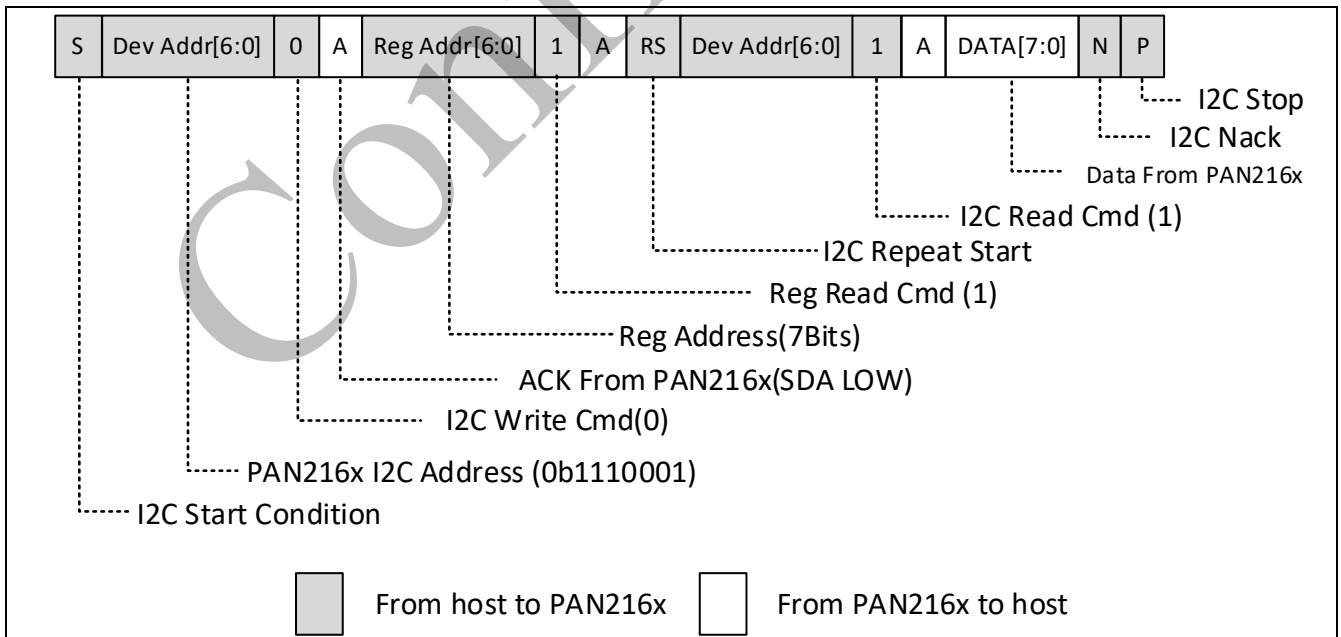 S Dev Addr[6:0] 0 A Reg Addr[6:0] 1 A RS Dev Addr[6:0] 1 A DATA[7:0] N P
I2C Stop
I2C Nack
Data From PAN216x
I2C Read Cmd (1)
I2C Repeat Start
Reg Read Cmd (1)
Reg Address(7Bits)
ACK From PAN216x(SDA LOW)
I2C Write Cmd(0)
PAN216x I2C Address (0b1110001)
I2C Start Condition
From host to PAN216x From PAN216x to host